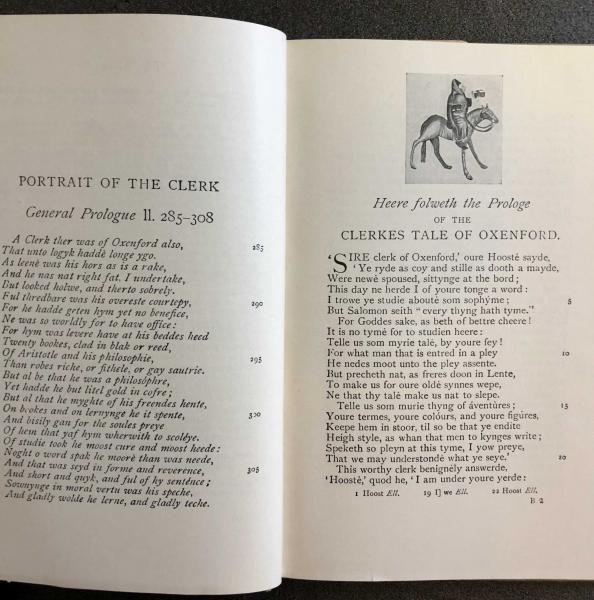 PORTRAIT OF THE CLERK
General Prologue ll. 285–308
A Clerk ther was of Oxenford also, 285
That unto logyk haddè longe ygo.
As leenè was his hors as is a rake,
And he nas nat right fat. I undertake,
But looked holwe, and therto sobrely.
Ful thredbare was his overeste courtepy, 290
For he hadde geten hym yet no benefice,
Ne was so worldly for to have office:
For hym was levere have at his beddes heed
Twenty bookes, clad in blak or reed,
Of Aristotle and his philosophie, 295
Than robes riche, or fithele, or gay sautrie.
But al be that he was a philosóphre,
Yet hadde he but litel gold in cofre;
But al that he myghte of his freendes hente,
On bookes and on lernynge he it spente, 300
And bisily gan for the soules preye
Of hem that yaf hym wherwith to scoléye.
Of studie took he moost cure and moost heede:
Noght o word spak he moorè than was neede,
And that was seyd in forme and reverence, 305
And short and quyk, and ful of hy sentènce;
Sownynge in moral vertu was his speche,
And gladly wolde he lerne, and gladly teche.
Heere folweth the Prologe
OF THE
CLERKES TALE OF OXENFORD.
'SIRE clerk of Oxenford,' oure Hoostè sayde,
'Ye ryde as coy and stille as dooth a mayde,
Were newè spoused, sittynge at the bord;
This day ne herde I of youre tonge a word:
I trowe ye studie aboutè som sophýme; 5
But Salomon seith "every thyng hath tyme."
For Goddes sake, as beth of bettre cheere!
It is no tymè for to studien heere:
Telle us som myrie talè, by youre fey!
For what man that is entred in a pley 10
He nedes moot unto the pley assente.
But precheth nat, as freres doon in Lente,
To make us for oure oldè synnes wepe,
Ne that thy talè make us nat to slepe.
Telle us som murie thyng of áventùres; 15
Youre termes, youre colóurs, and youre figúres,
Keepe hem in stoor, til so be that ye endite
Heigh style, as whan that men to kynges write;
Speketh so pleyn at this tyme, I yow preye,
That we may understondè what ye seye.' 20
This worthy clerk benignély answerde,
'Hoostè,' quod he, 'I am under youre yerde:
1 Hoost Ell. 19 I] we Ell. 22 Hoost Ell.
B 2